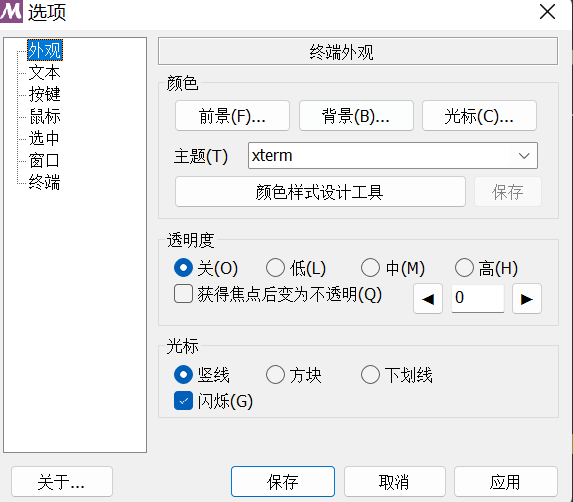 M 选项
外观
文本
按键
鼠标
选中
窗口
终端
终端外观
颜色
前景(F)... 背景(B)... 光标(C)...
主题(T) xterm
颜色样式设计工具 保存
透明度
关(O) 低(L) 中(M) 高(H)
获得焦点后变为不透明(Q) 0
光标
竖线 方块 下划线
闪烁(G)
关于... 保存 取消 应用